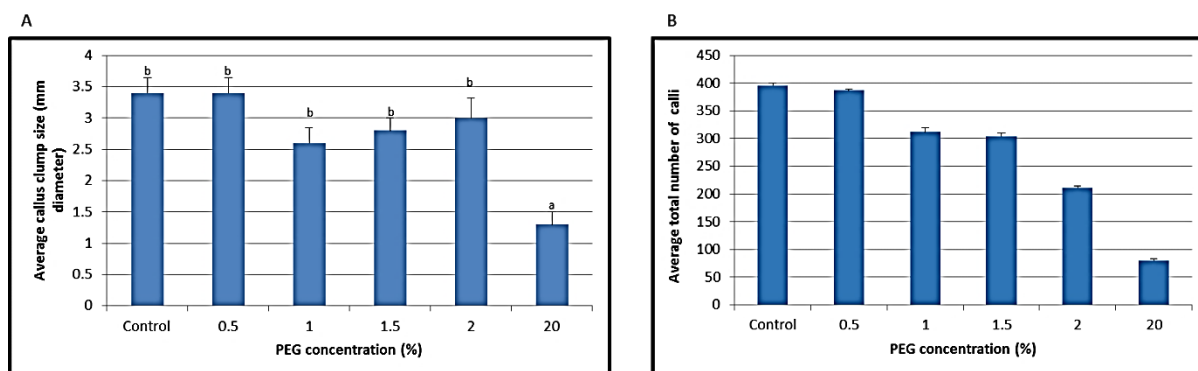 A
Average callus clump size (mm
diameter)
4
3.5
3
2.5
2
1.5
1
0.5
0
b
b
b
b
b
a
Control
0.5
1
1.5
2
20
PEG concentration (%)
B
Average total number of calli
450
400
350
300
250
200
150
100
50
0
Control
0.5
1
1.5
2
20
PEG concentration (%)